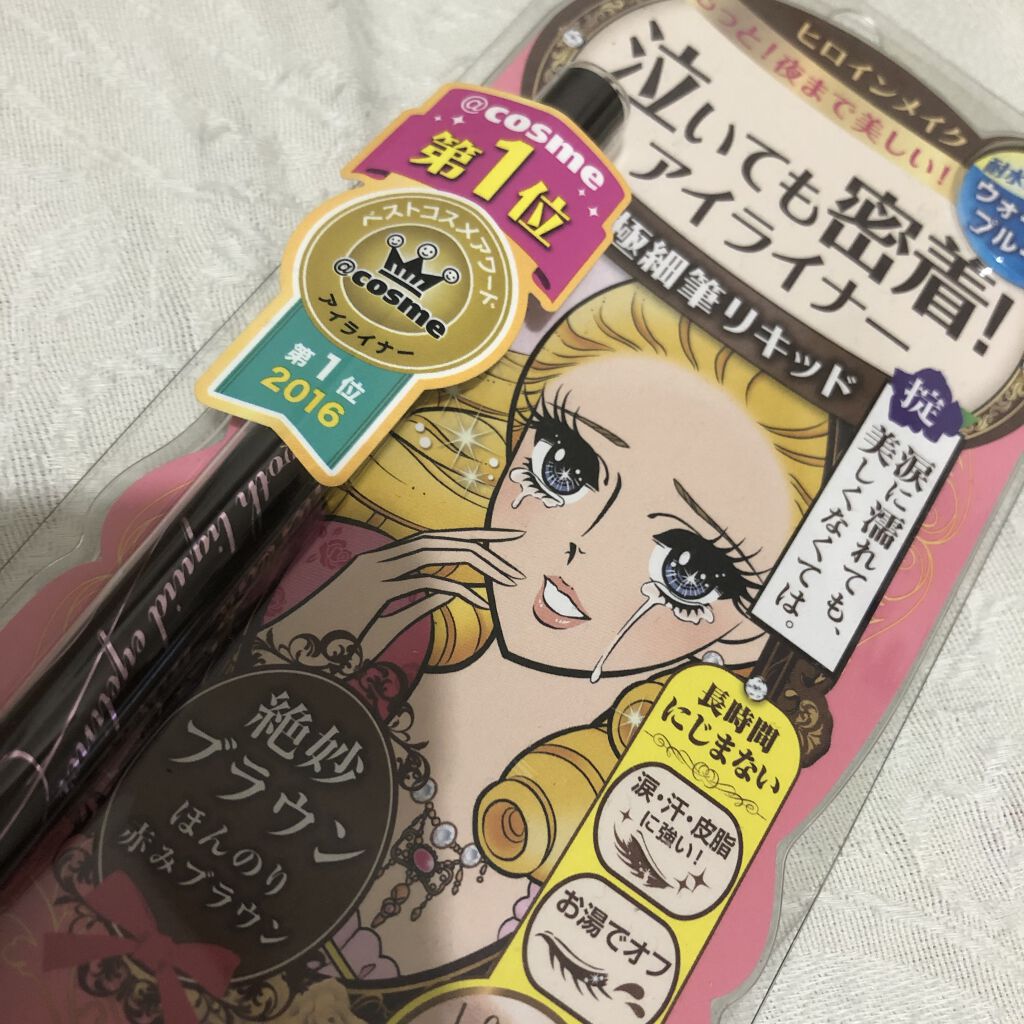 ヒロインメイク
もっと!夜まで美しい!
泣いても密着!
アイライナー
極細筆リキッド
耐水
ウォ
プル
@cosme
第1位
ベストコスメアワード
@cosme
アイライナー
第1位
2016
掟
涙に濡れても、
美しくなくては。
liquid
絶妙
ブラウン
ほんのり
赤みブラウン
長時間
にじまない
涙・汗・皮脂
に強い!
お湯でオフ